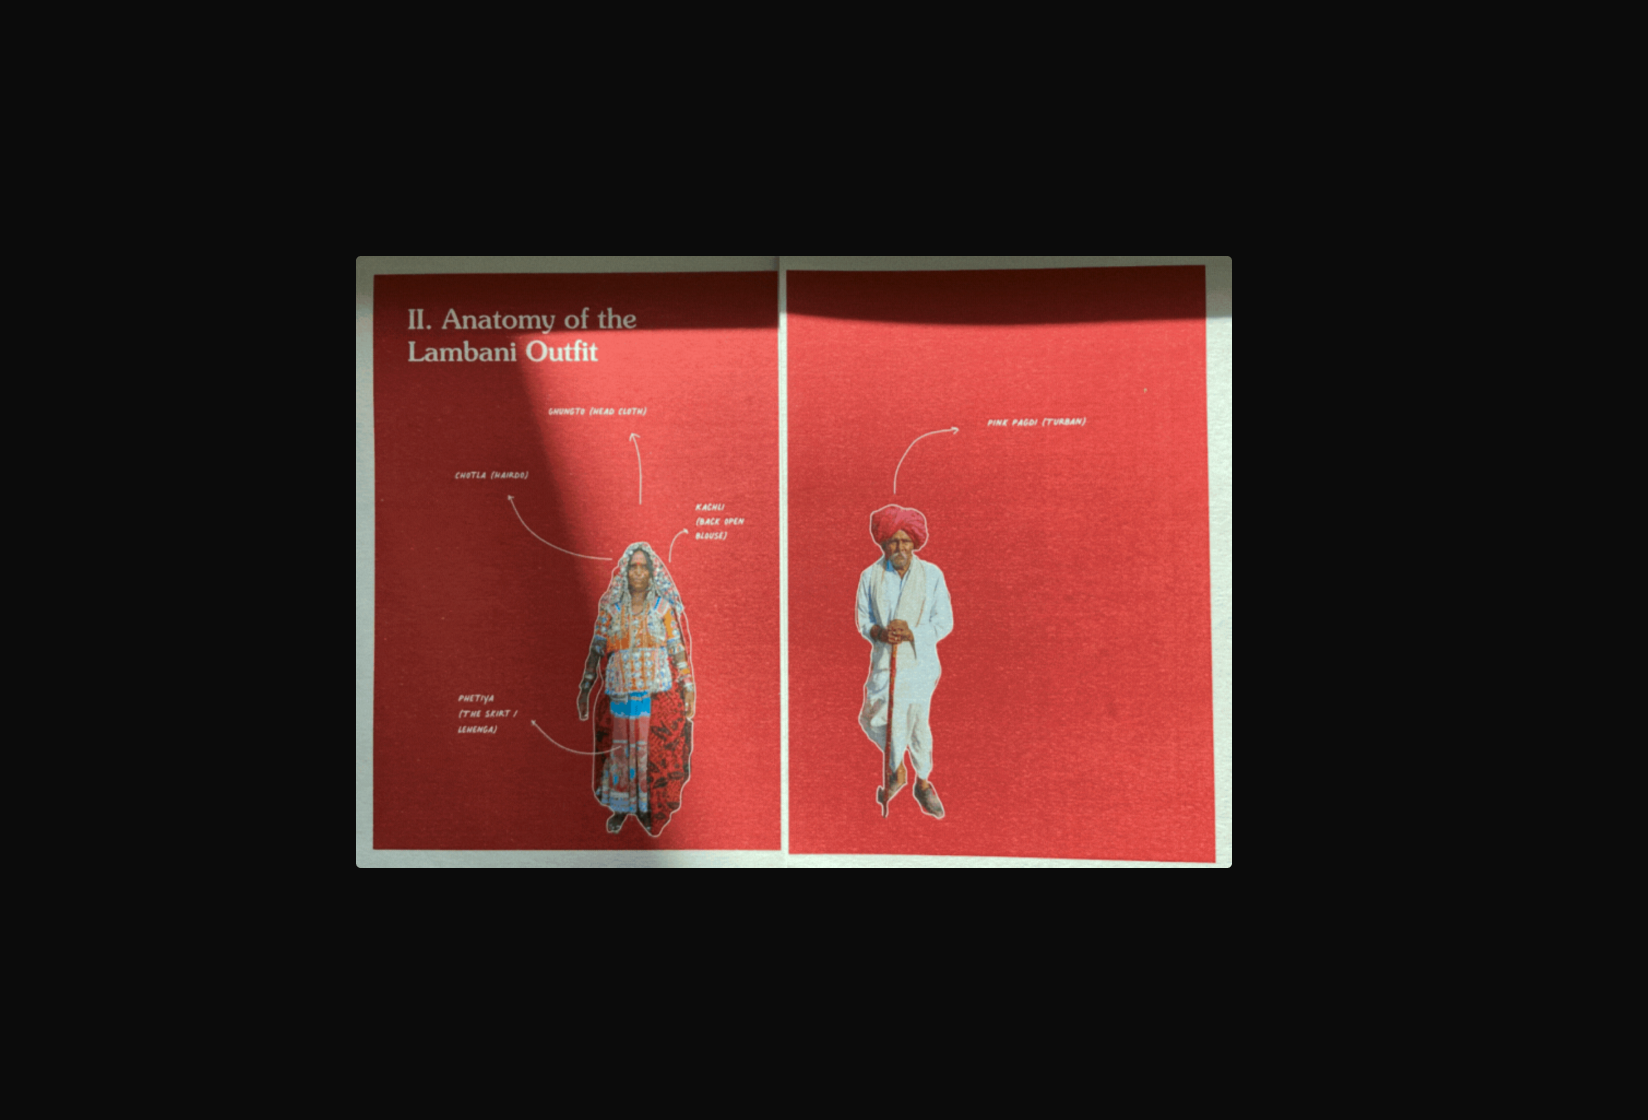 II. Anatomy of the
Lambani Outfit
GHUNGTO (HEAD CLOTH)
CHOTLA (HAIRDO)
KACHLI
(BACK OPEN
BLOUSE)
PHETIYA
(THE SKIRT /
LEHENGA)
PINK PAGDI (TURBAN)